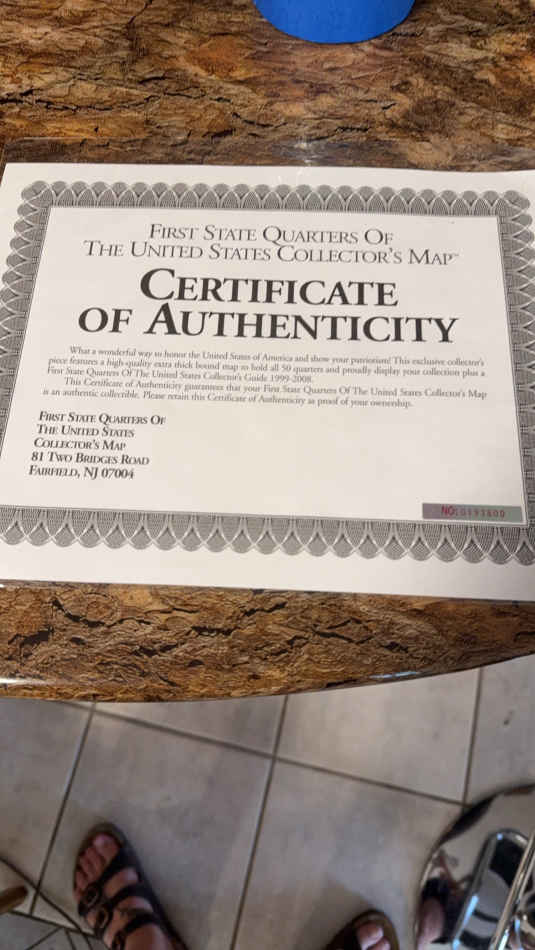 FIRST STATE QUARTERS OF
THE UNITED STATES COLLECTOR'S MAP™
CERTIFICATE
OF AUTHENTICITY
What a wonderful way to honor the United States of America and show your patriotism! This exclusive collector's
piece features a high-quality extra thick bound map to hold all 50 quarters and proudly display your collection plus a
First State Quarters Of The United States Collector's Guide 1999-2008.
This Certificate of Authenticity guarantees that your First State Quarters Of The United States Collector's Map
is an authentic collectible. Please retain this Certificate of Authenticity as proof of your ownership.
FIRST STATE QUARTERS OF
THE UNITED STATES
COLLECTOR'S MAP
81 TWO BRIDGES ROAD
FAIRFIELD, NJ 07004
NO: 0193800